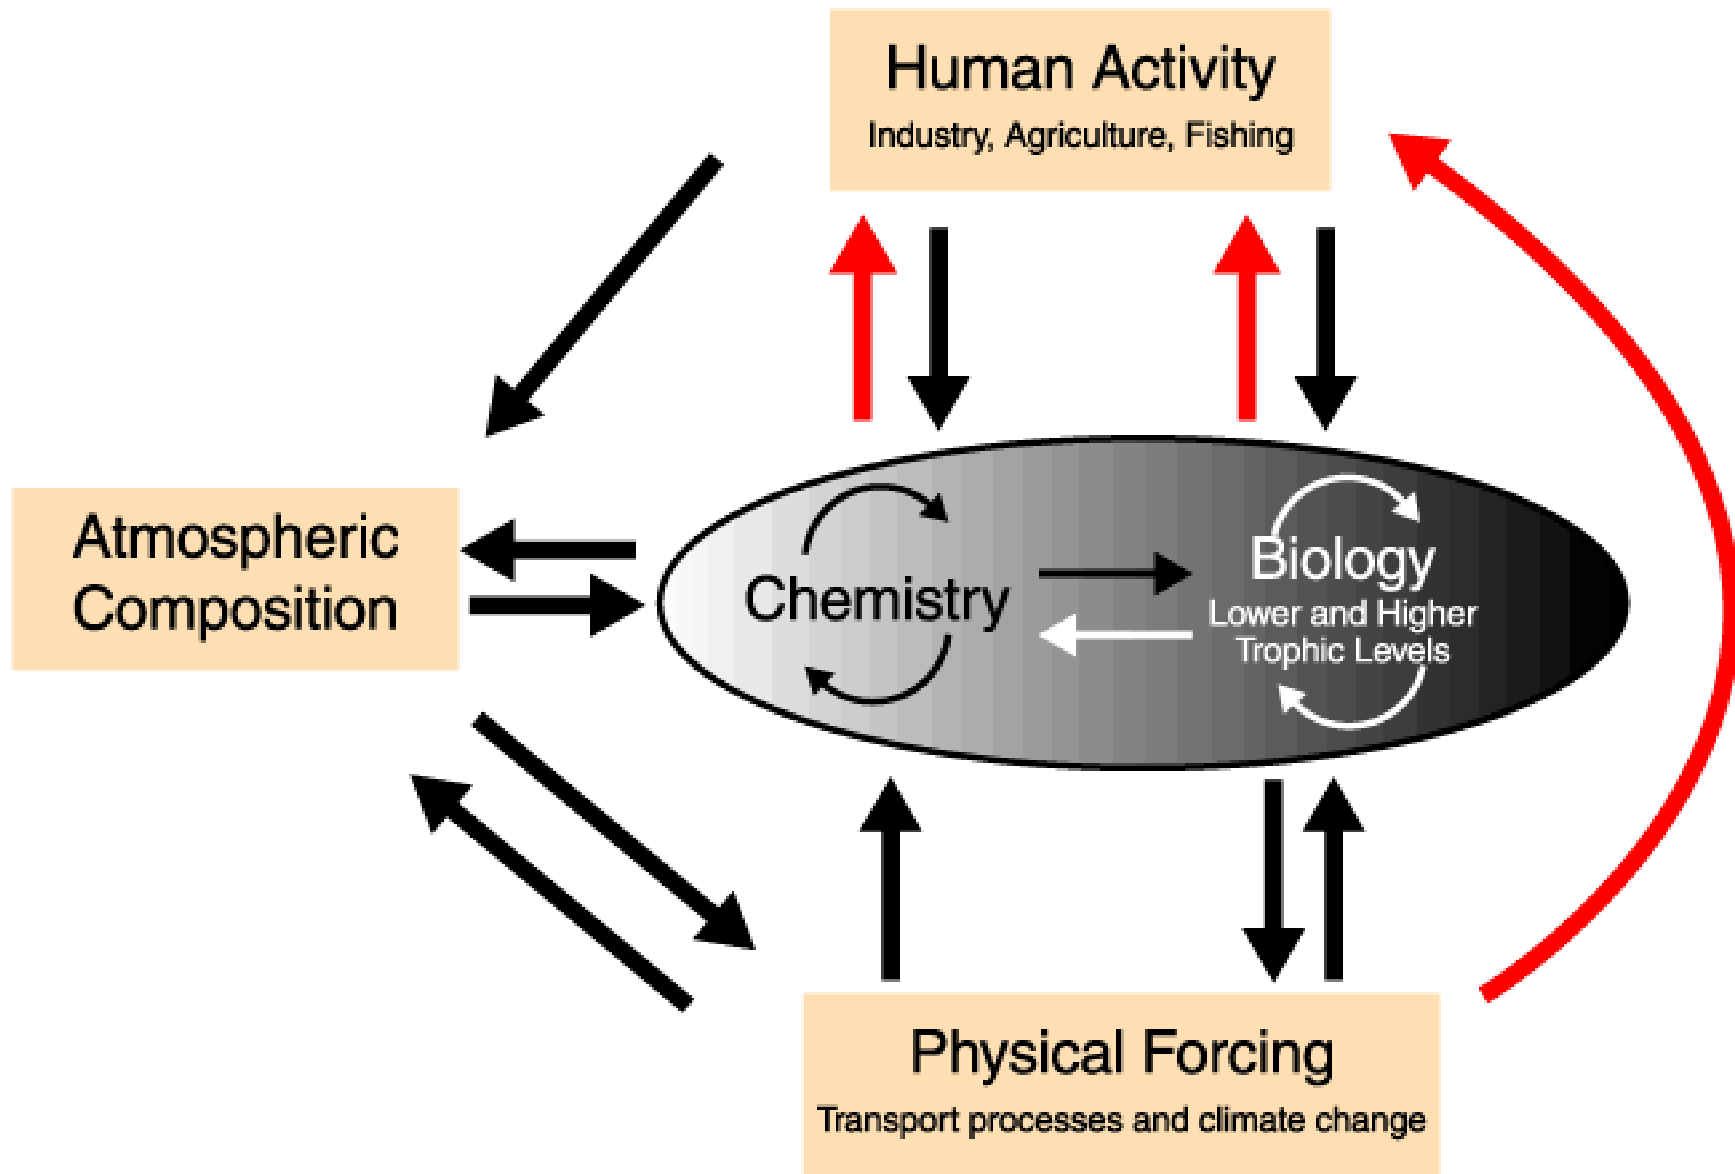 Human Activity
Industry, Agriculture, Fishing
Atmospheric
Composition
Chemistry
Biology
Lower and Higher
Trophic Levels
Physical Forcing
Transport processes and climate change